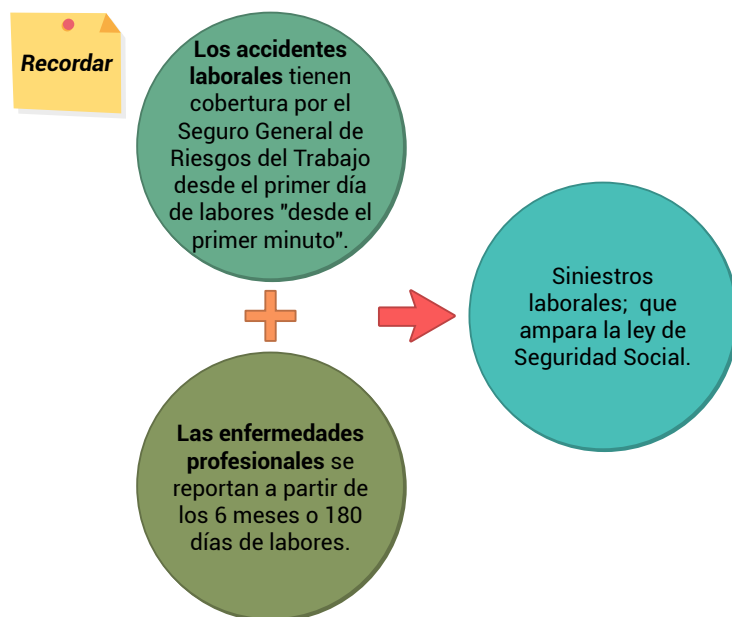 Recordar
Los accidentes
laborales tienen
cobertura por el
Seguro General de
Riesgos del Trabajo
desde el primer día
de labores "desde el
primer minuto".
Las enfermedades
profesionales se
reportan a partir de
los 6 meses o 180
días de labores.
Siniestros
laborales;  que
ampara la ley de
Seguridad Social.